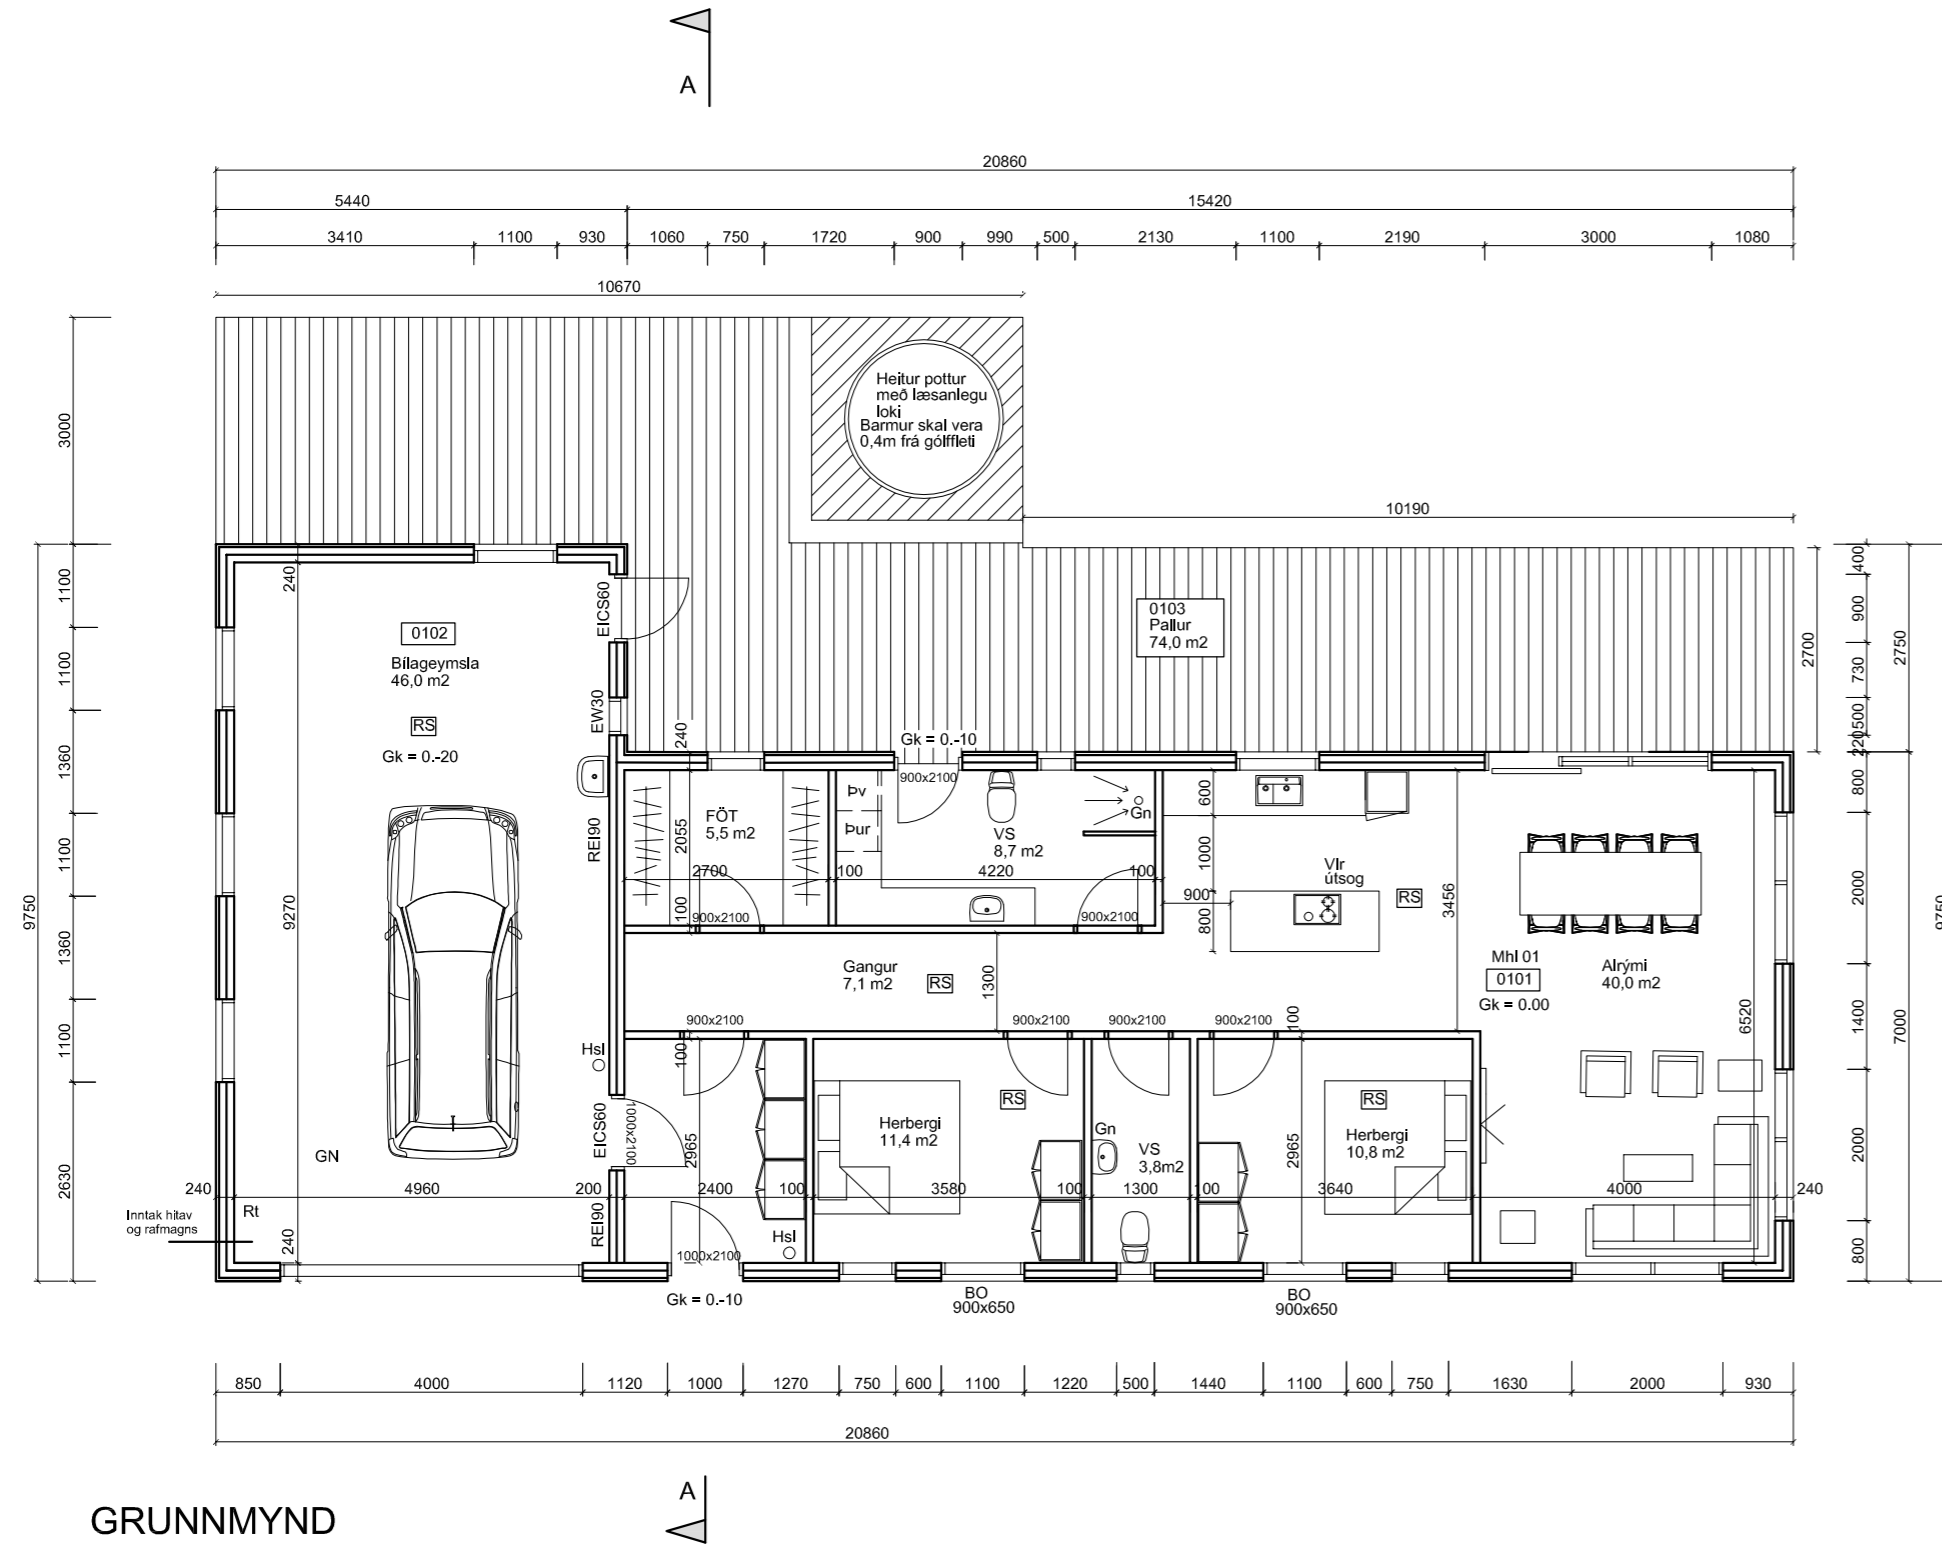 A
20860
5440 15420
3410 1100 930 1060 750 1720 900 990 500 2130 1100 2190 3000 1080
10670
Heitur pottur
með læsanlegu
loki
Barmur skal vera
0,4m frá gólffleti
10190
3000
9750
1100
1100
1360
1100
1360
1100
2630
240
0102
Bílageymsla
46,0 m2
RS
Gk = 0.-20
EICS60
EW30
REI90
9270
Hsl
EICS60
1000x2100
GN
REI90
240 4960 200 2400 100 3580 100 1300 100 3640 4000 240
Inntak hitav
og rafmagns
Rt
240
0103
Pallur
74,0 m2
240
Gk = 0.-10
900x2100
FÖT
5,5 m2
2055
2700 100 4220 100
100
900x2100
Þv
Þur
VS
8,7 m2
Gn
900x2100
600
1000
900
800
Vlr
útsog
RS
3456
Mhl 01
0101
Gk = 0.00
Alrými
40,0 m2
6520
Gangur
7,1 m2
RS
1300
900x2100 900x2100 900x2100 900x2100
100
100
2965
Hsl
1000x2100
Herbergi
11,4 m2
RS
Gn
VS
3,8m2
RS
Herbergi
10,8 m2
2965
Gk = 0.-10
BO
900x650
BO
900x650
400
900
730
500
220
800
2000
1400
2000
800
2700
2750
7000
9750
850 4000 1120 1000 1270 750 600 1100 1220 500 1440 1100 600 750 1630 2000 930
20860
A
GRUNNMYND